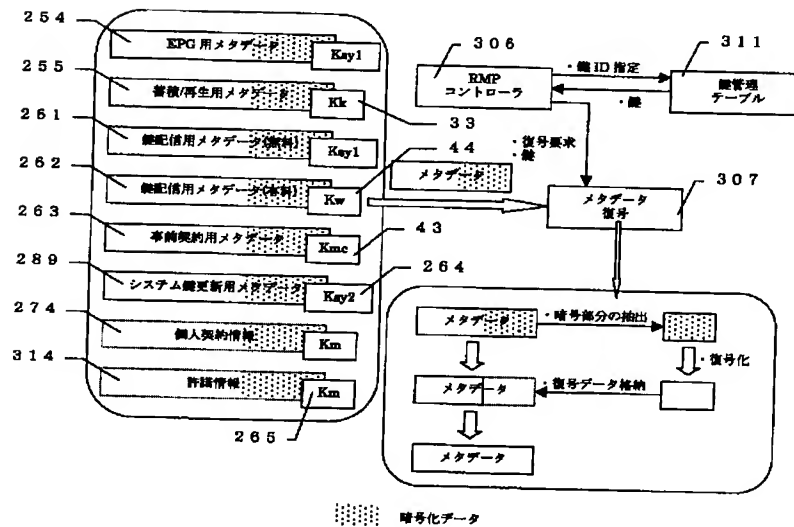 254
EPG用メタデータ
Ksy1
255
蓄積/再生用メタデータ
Kk
33
261
鍵配信用メタデータ(無料)
Ksy1
262
鍵配信用メタデータ(有料)
Kw
44
263
事前契約用メタデータ
Kmc
43
289
システム鍵更新用メタデータ
Ksy2
264
274
個人契約情報
Km
314
許諾情報
Km
265
306
RMP
コントローラ
・鍵ID指定
・鍵
311
鍵管理
テーブル
・復号要求
・鍵
メタデータ
307
メタデータ
復号
メタデータ
・暗号部分の抽出
・復号化
メタデータ
・復号データ格納
メタデータ
暗号化データ